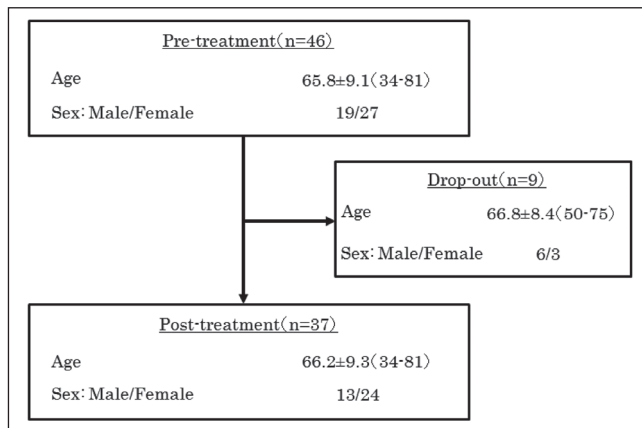 Pre-treatment(n=46)
Age 65.8±9.1(34-81)
Sex: Male/Female 19/27
Drop-out(n=9)
Age 66.8±8.4(50-75)
Sex: Male/Female 6/3
Post-treatment(n=37)
Age 66.2±9.3(34-81)
Sex: Male/Female 13/24